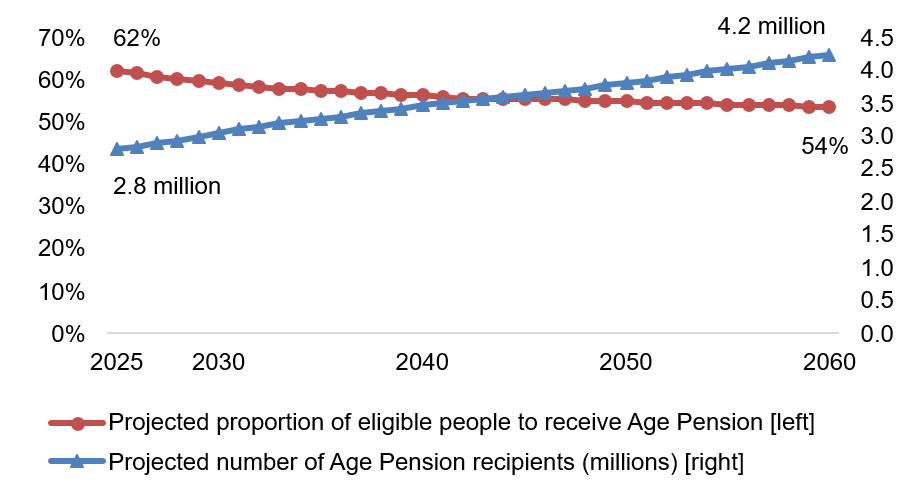 4.2 million
70% 62% 4.5
60% 4.0
50% 3.5
40% 3.0
54%
2.8 million 2.5
30% 2.0
20% 1.5
10% 1.0
0.5
0% 0.0
2025 2030 2040 2050 2060
Projected proportion of eligible people to receive Age Pension [left]
Projected number of Age Pension recipients (millions) [right]